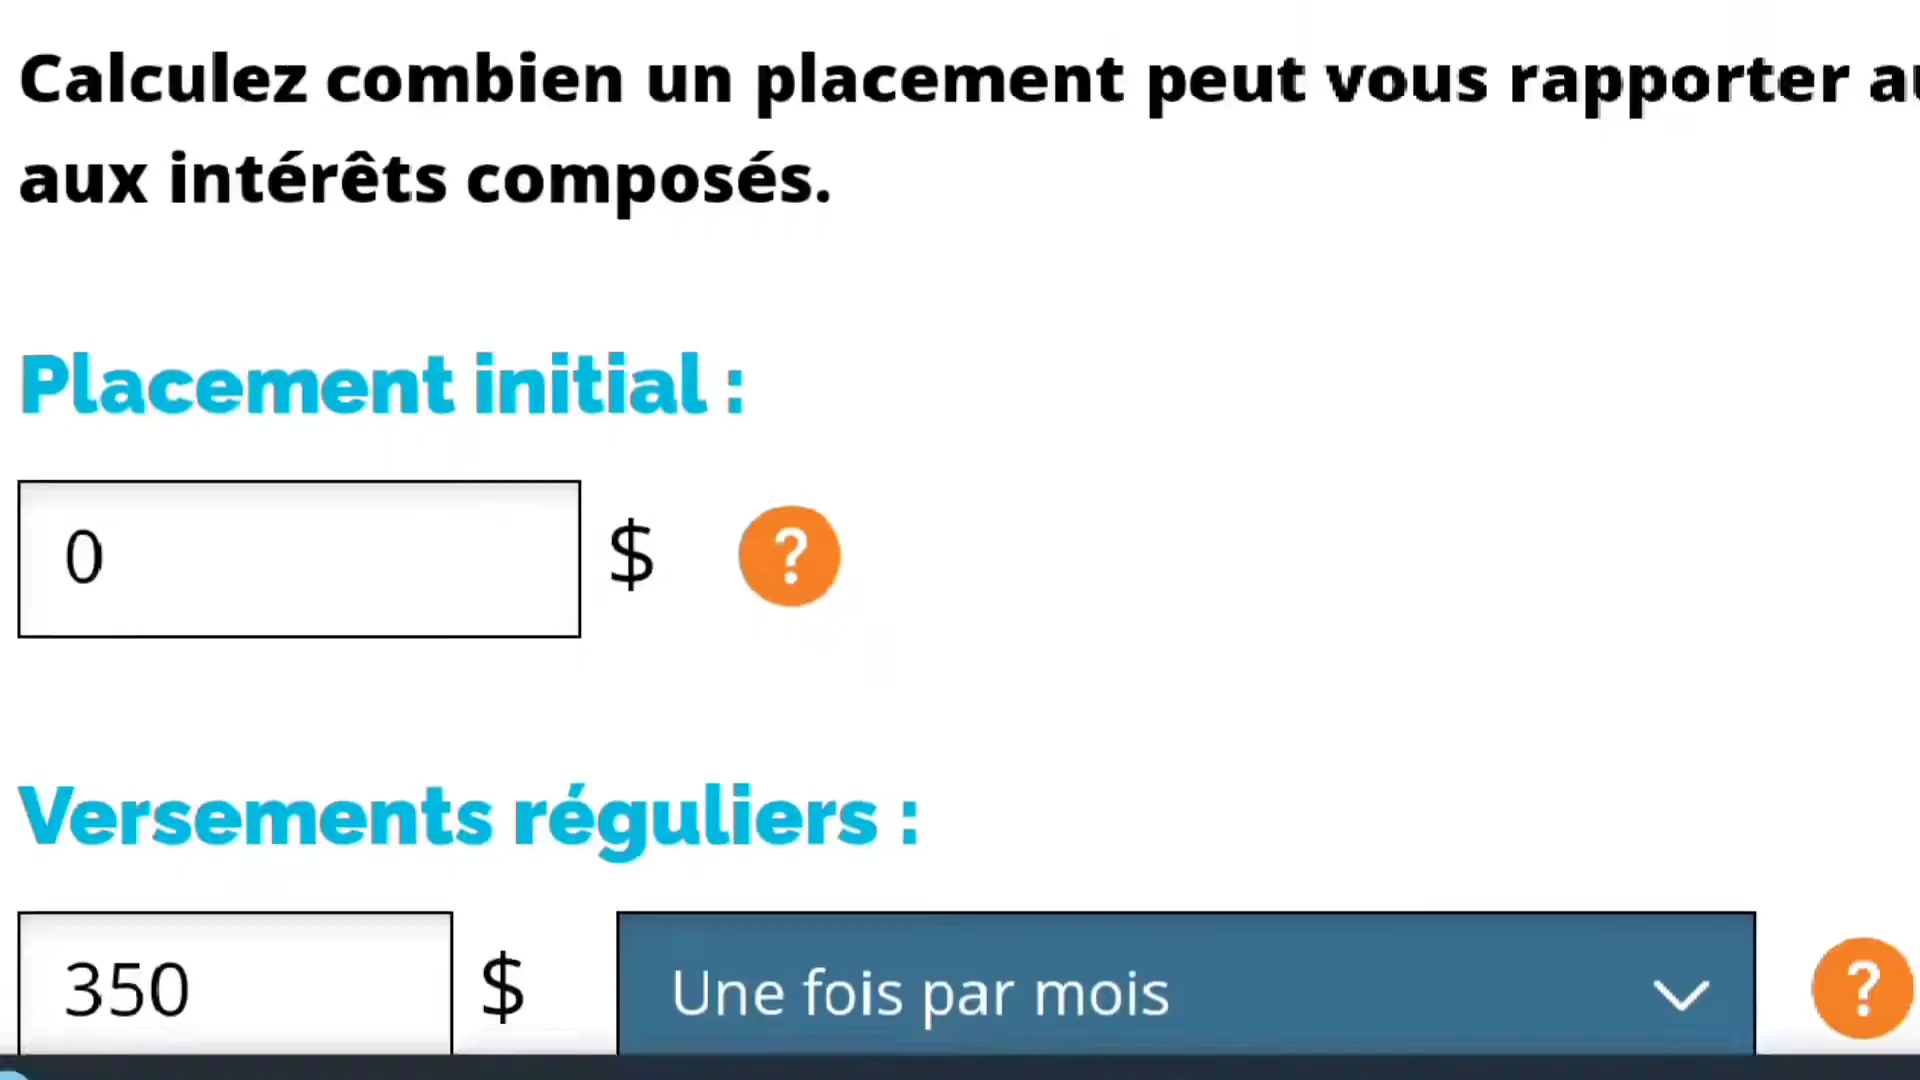 Calculez combien un placement peut vous rapporter
aux intérêts composés.
Placement initial :
0 $ ?
Versements réguliers :
350 $ Une fois par mois ?